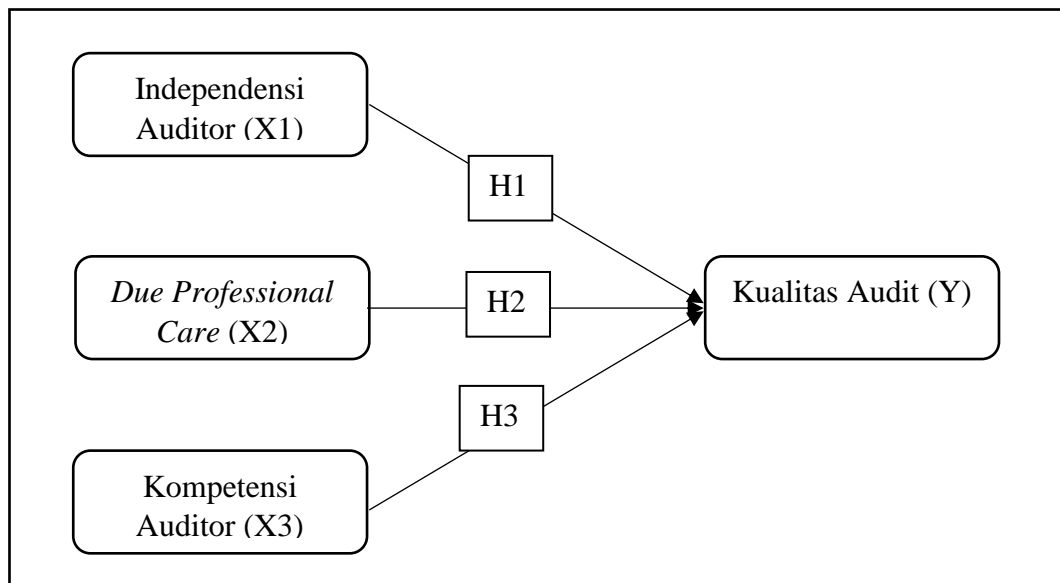 Independensi
Auditor (X1)
H1
Due Professional
Care (X2)
H2
Kualitas Audit (Y)
H3
Kompetensi
Auditor (X3)